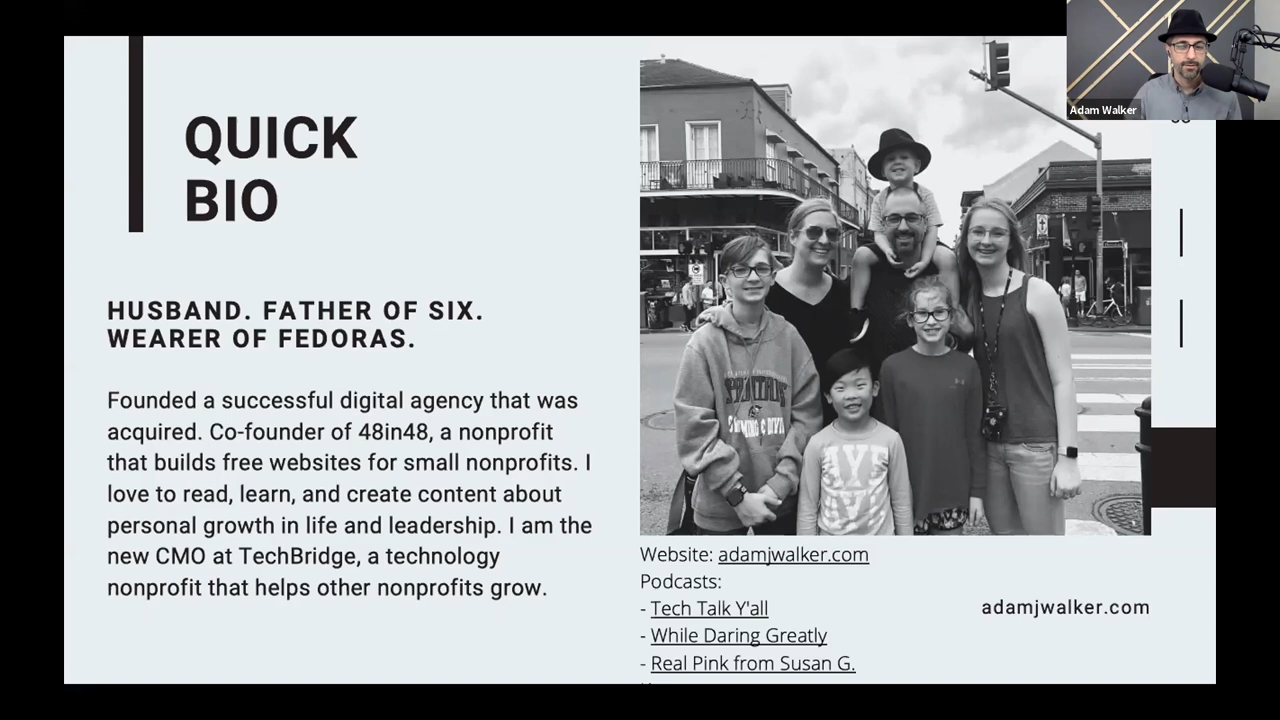 QUICK
BIO
HUSBAND. FATHER OF SIX.
WEARER OF FEDORAS.
Founded a successful digital agency that was
acquired. Co-founder of 48in48, a nonprofit
that builds free websites for small nonprofits. I
love to read, learn, and create content about
personal growth in life and leadership. I am the
new CMO at TechBridge, a technology
nonprofit that helps other nonprofits grow.
Website: adamjwalker.com
Podcasts:
- Tech Talk Y'all
- While Daring Greatly
- Real Pink from Susan G.
adamjwalker.com
Adam Walker